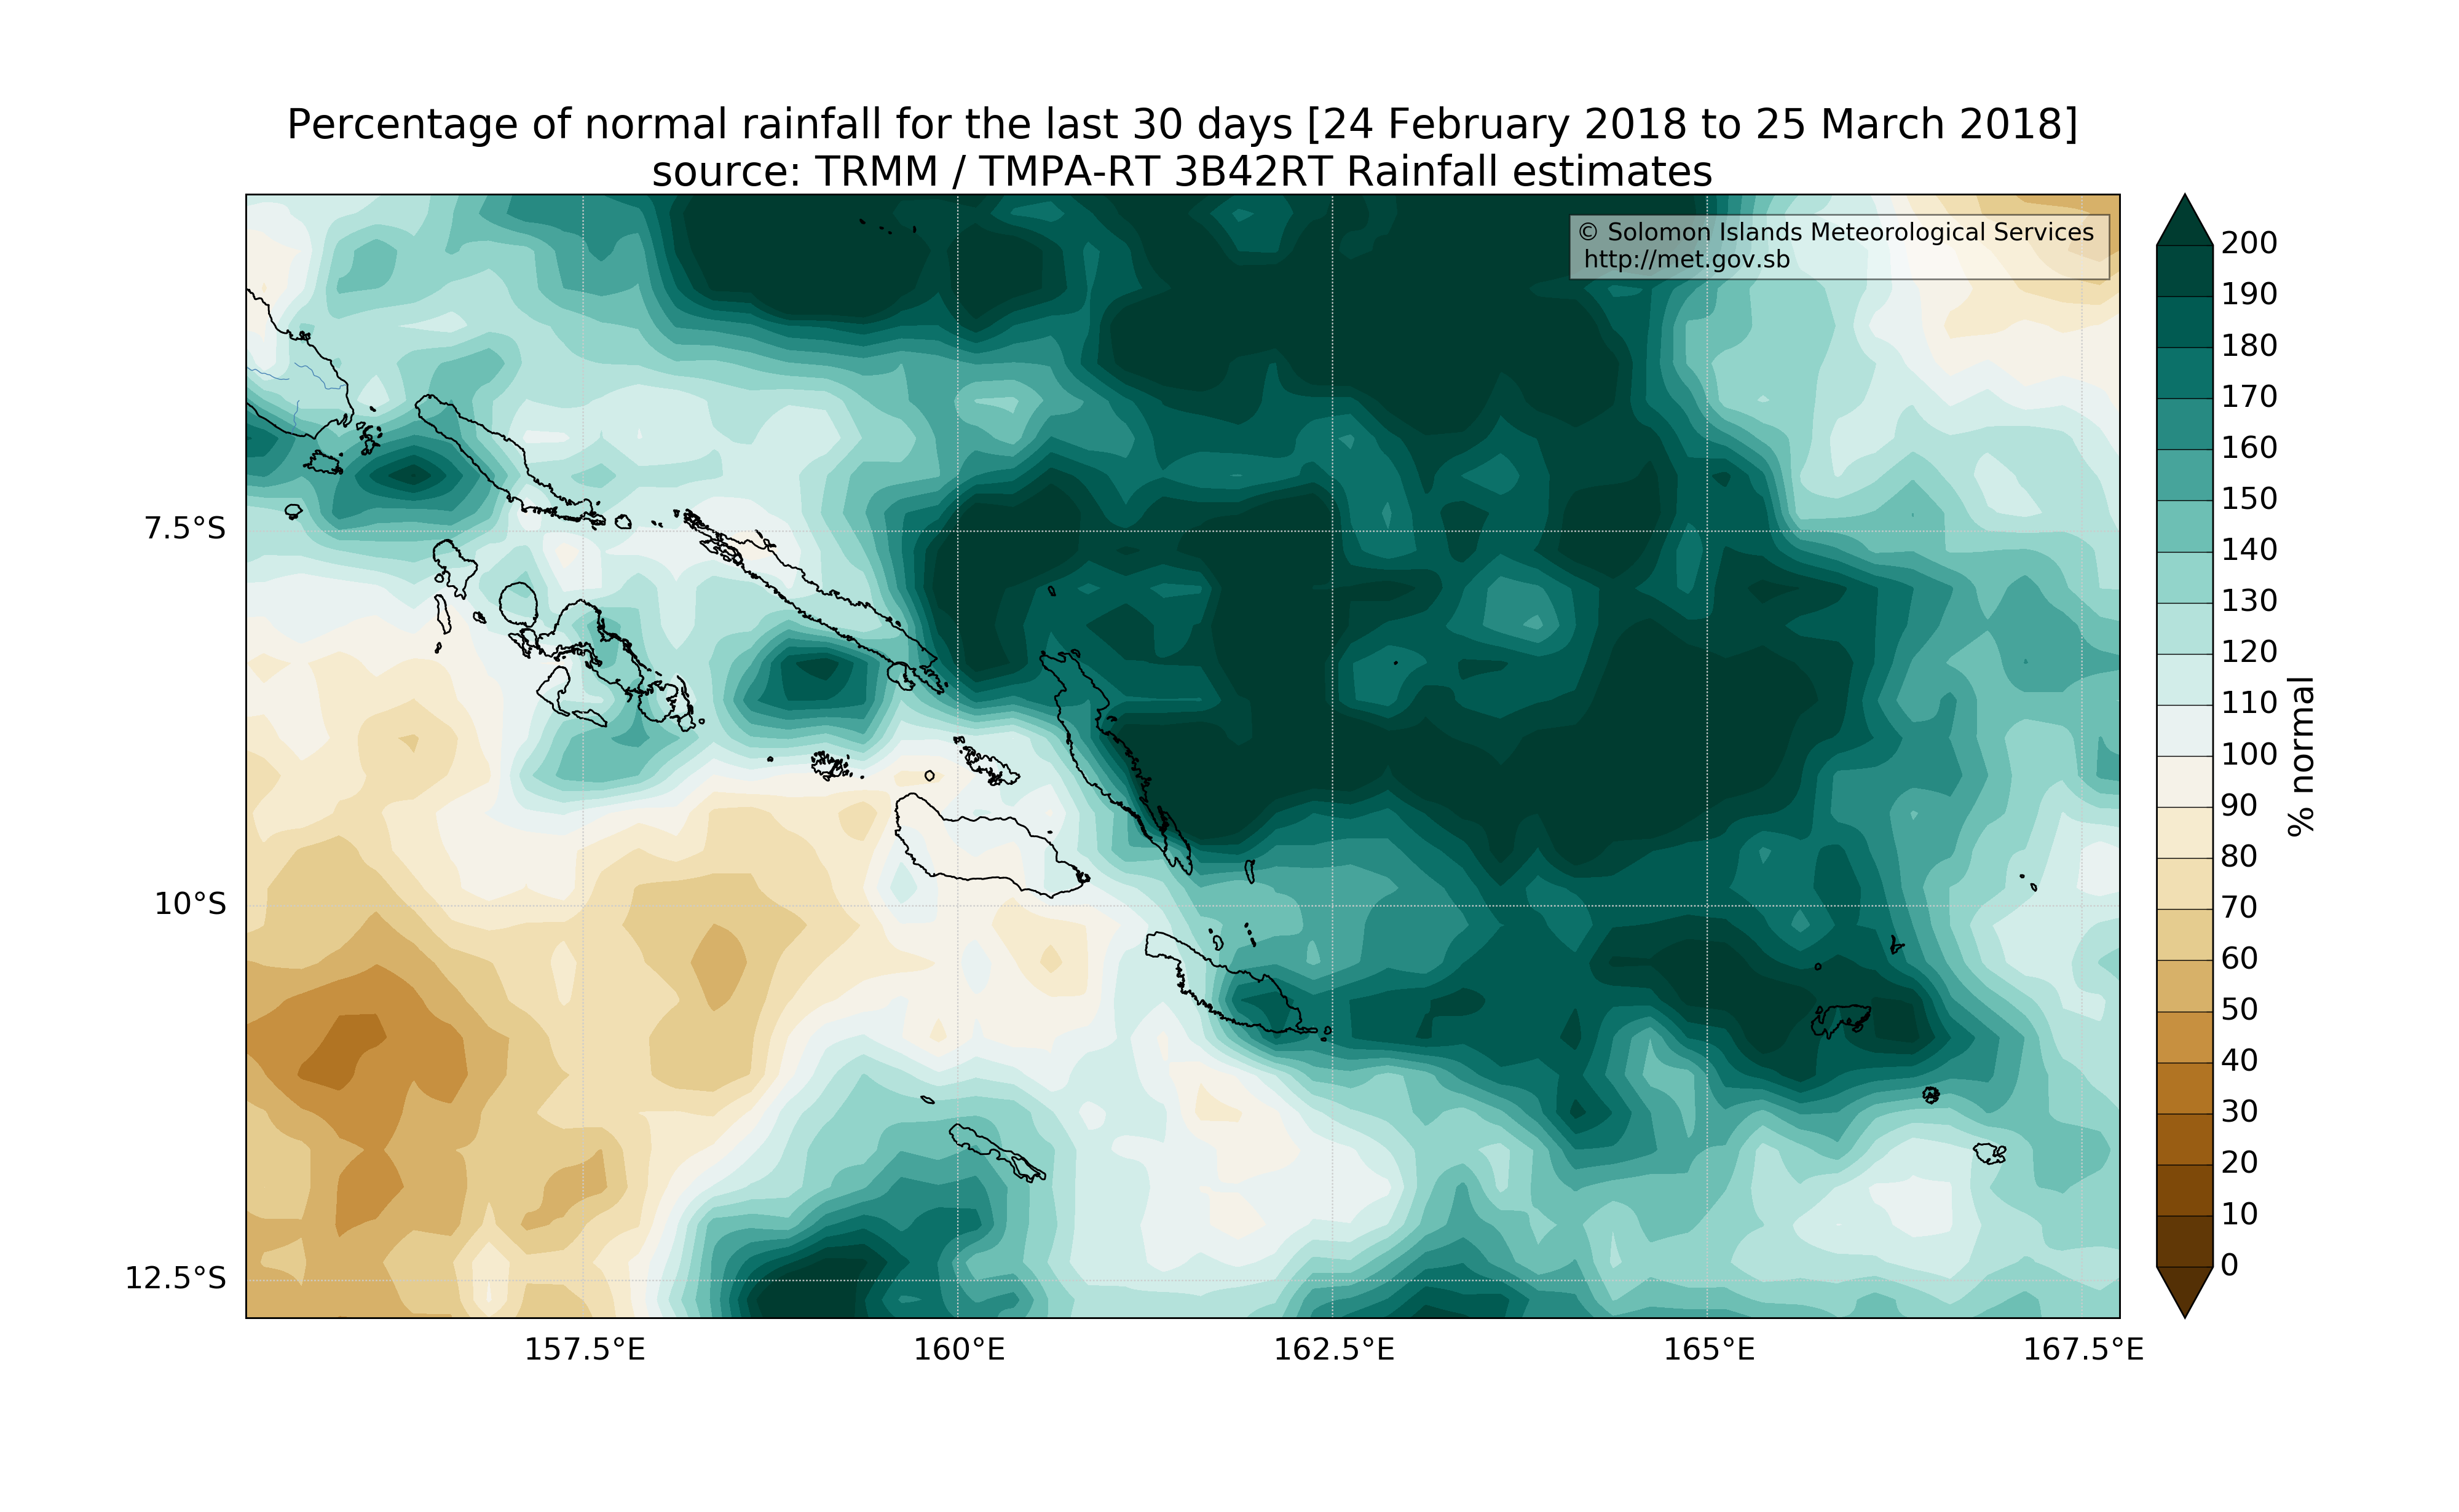 Percentage of normal rainfall for the last 30 days [24 February 2018 to 25 March 2018]
source: TRMM / TMPA-RT 3B42RT Rainfall estimates
© Solomon Islands Meteorological Services
http://met.gov.sb
7.5°S
10°S
12.5°S
157.5°E
160°E
162.5°E
165°E
167.5°E
200
190
180
170
160
150
140
130
120
110
100
90
80
70
60
50
40
30
20
10
0
% normal